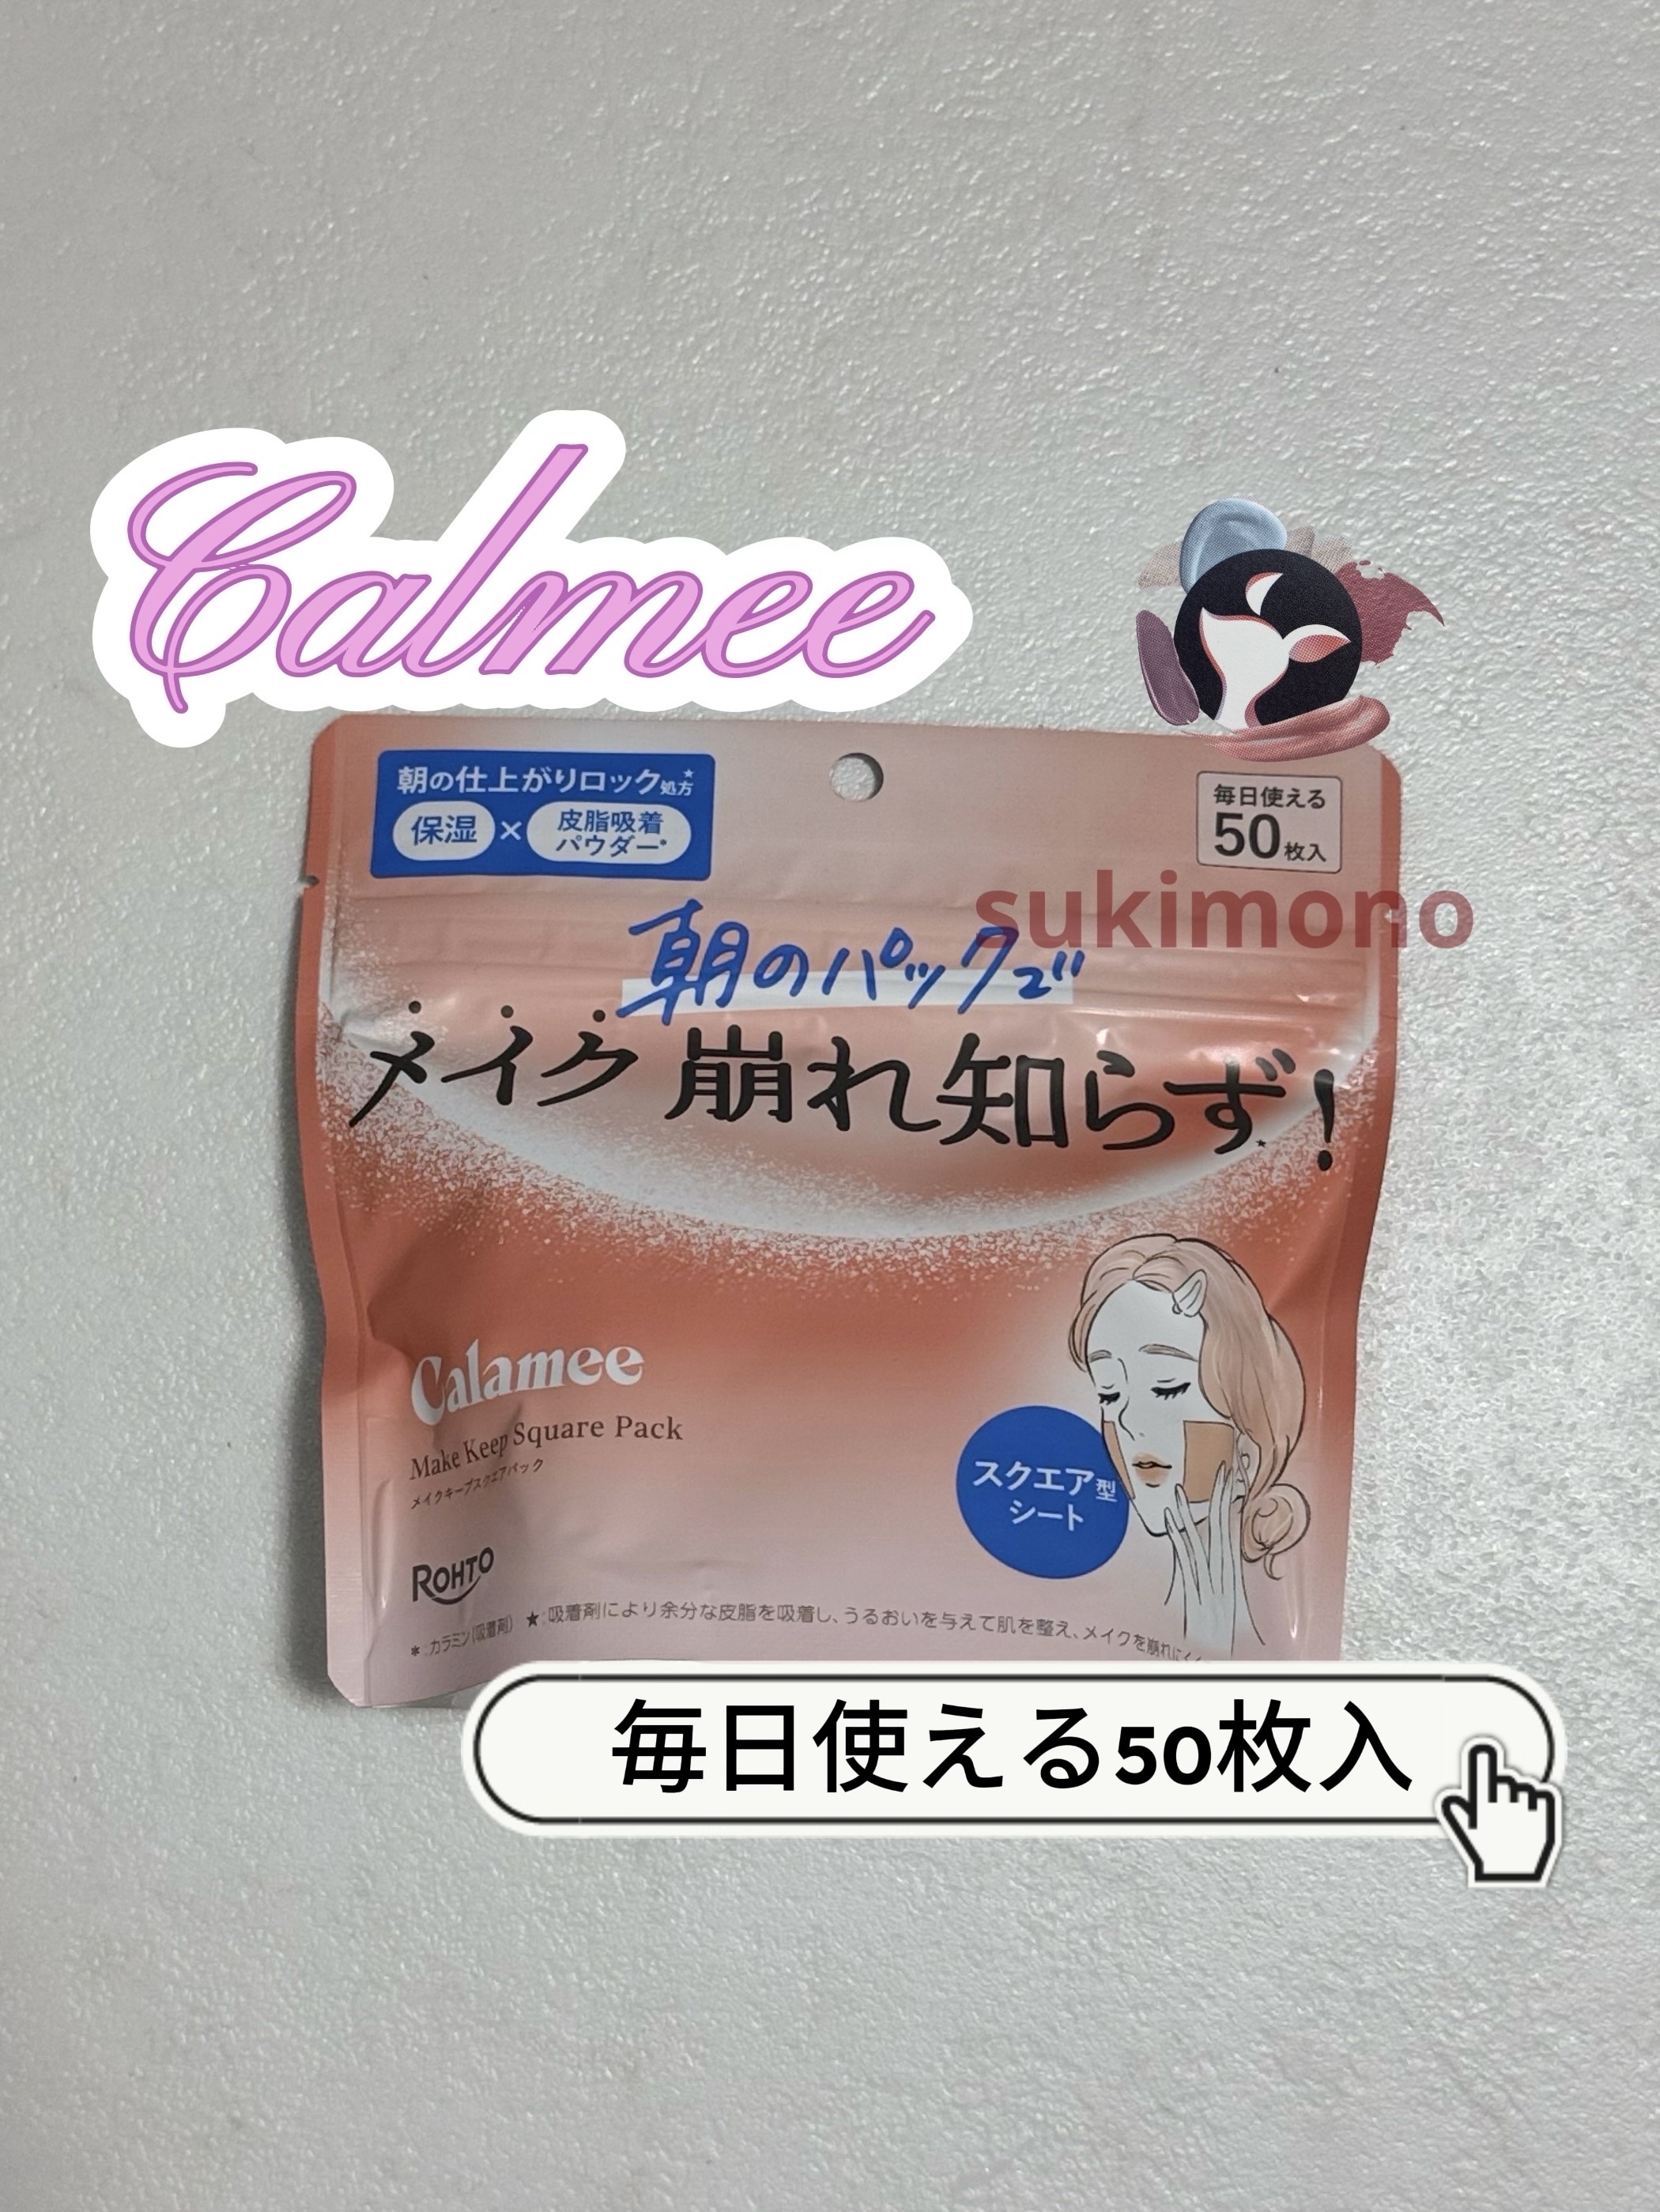 Calmee
朝の仕上がりロック処方★
保湿×皮脂吸着パウダー*
毎日使える
50枚入
sukimono
朝のパックで
メイク崩れ知らず★!
Calamee
Make Keep Square Pack
メイクキープスクエアパック
スクエア型
シート
ROHTO
*:カラミン(吸着剤) ★:吸着剤により余分な皮脂を吸着し、うるおいを与えて肌を整え、メイクを崩れにく
毎日使える50枚入